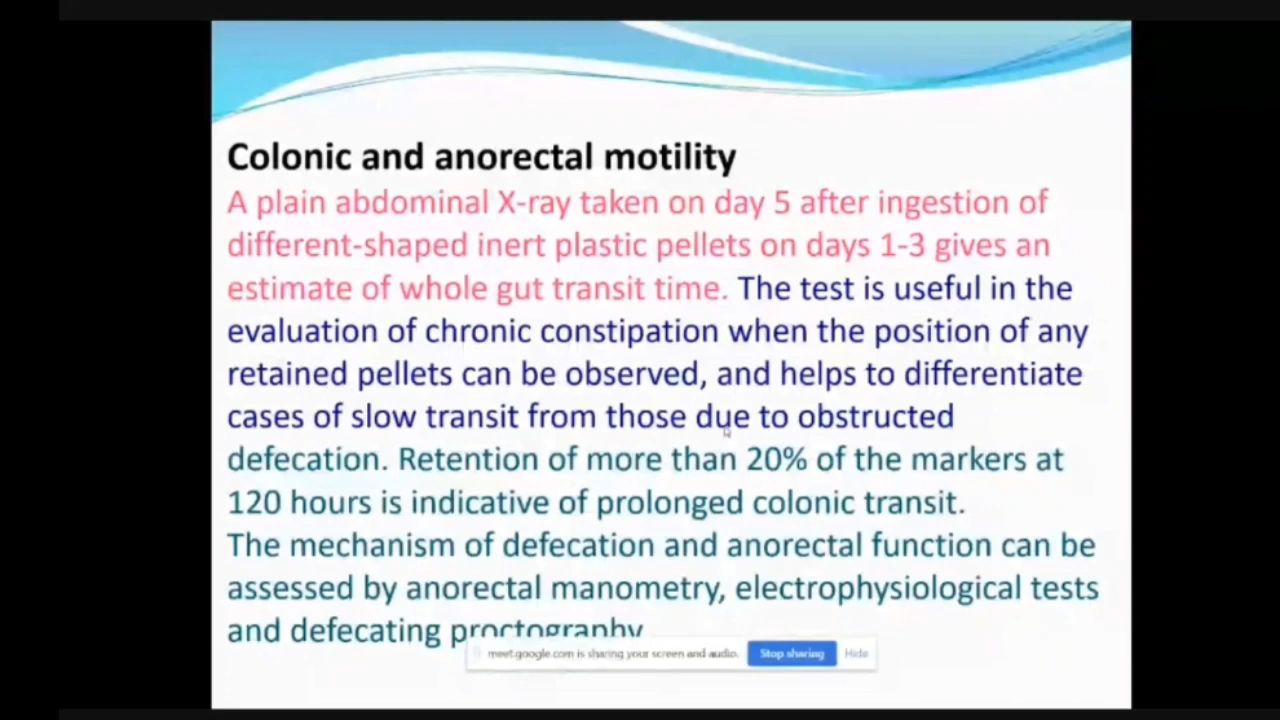 Colonic and anorectal motility
A plain abdominal X-ray taken on day 5 after ingestion of
different-shaped inert plastic pellets on days 1-3 gives an
estimate of whole gut transit time. The test is useful in the
evaluation of chronic constipation when the position of any
retained pellets can be observed, and helps to differentiate
cases of slow transit from those due to obstructed
defecation. Retention of more than 20% of the markers at
120 hours is indicative of prolonged colonic transit.
The mechanism of defecation and anorectal function can be
assessed by anorectal manometry, electrophysiological tests
and defecating proctography
meet.google.com is sharing your screen and audio. Stop sharing Hide